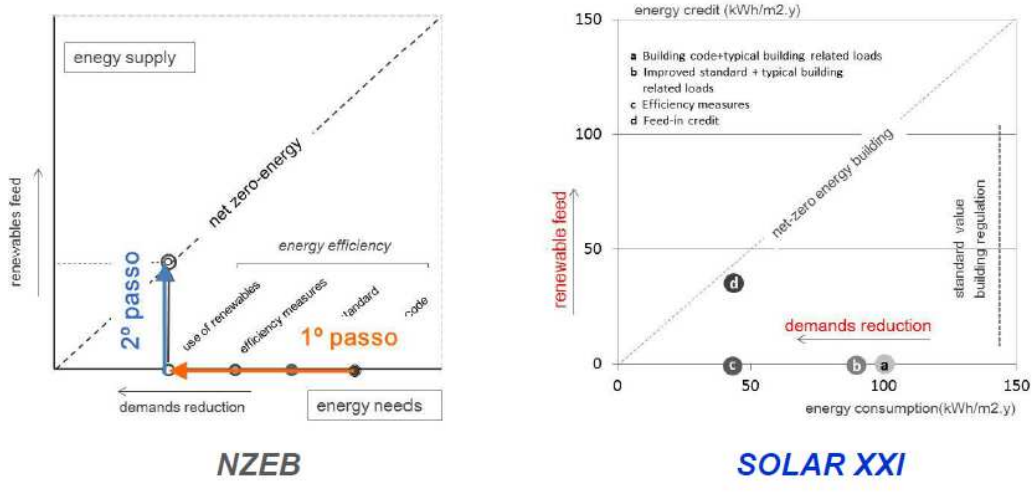 enegy supply
renewables feed
net zero-energy
energy efficiency
2º passo
use of renewables
efficiency measures
standard
code
1º passo
demands reduction
energy needs
NZEB
150
energy credit (kWh/m2.y)
a Building code+typical building related loads
b Improved standard + typical building
related loads
c Efficiency measures
d Feed-in credit
100
renewable feed
net-zero energy building
standard value
building regulation
50
d
demands reduction
0
c
b
a
0
50
100
150
energy consumption(kWh/m2.y)
SOLAR XXI